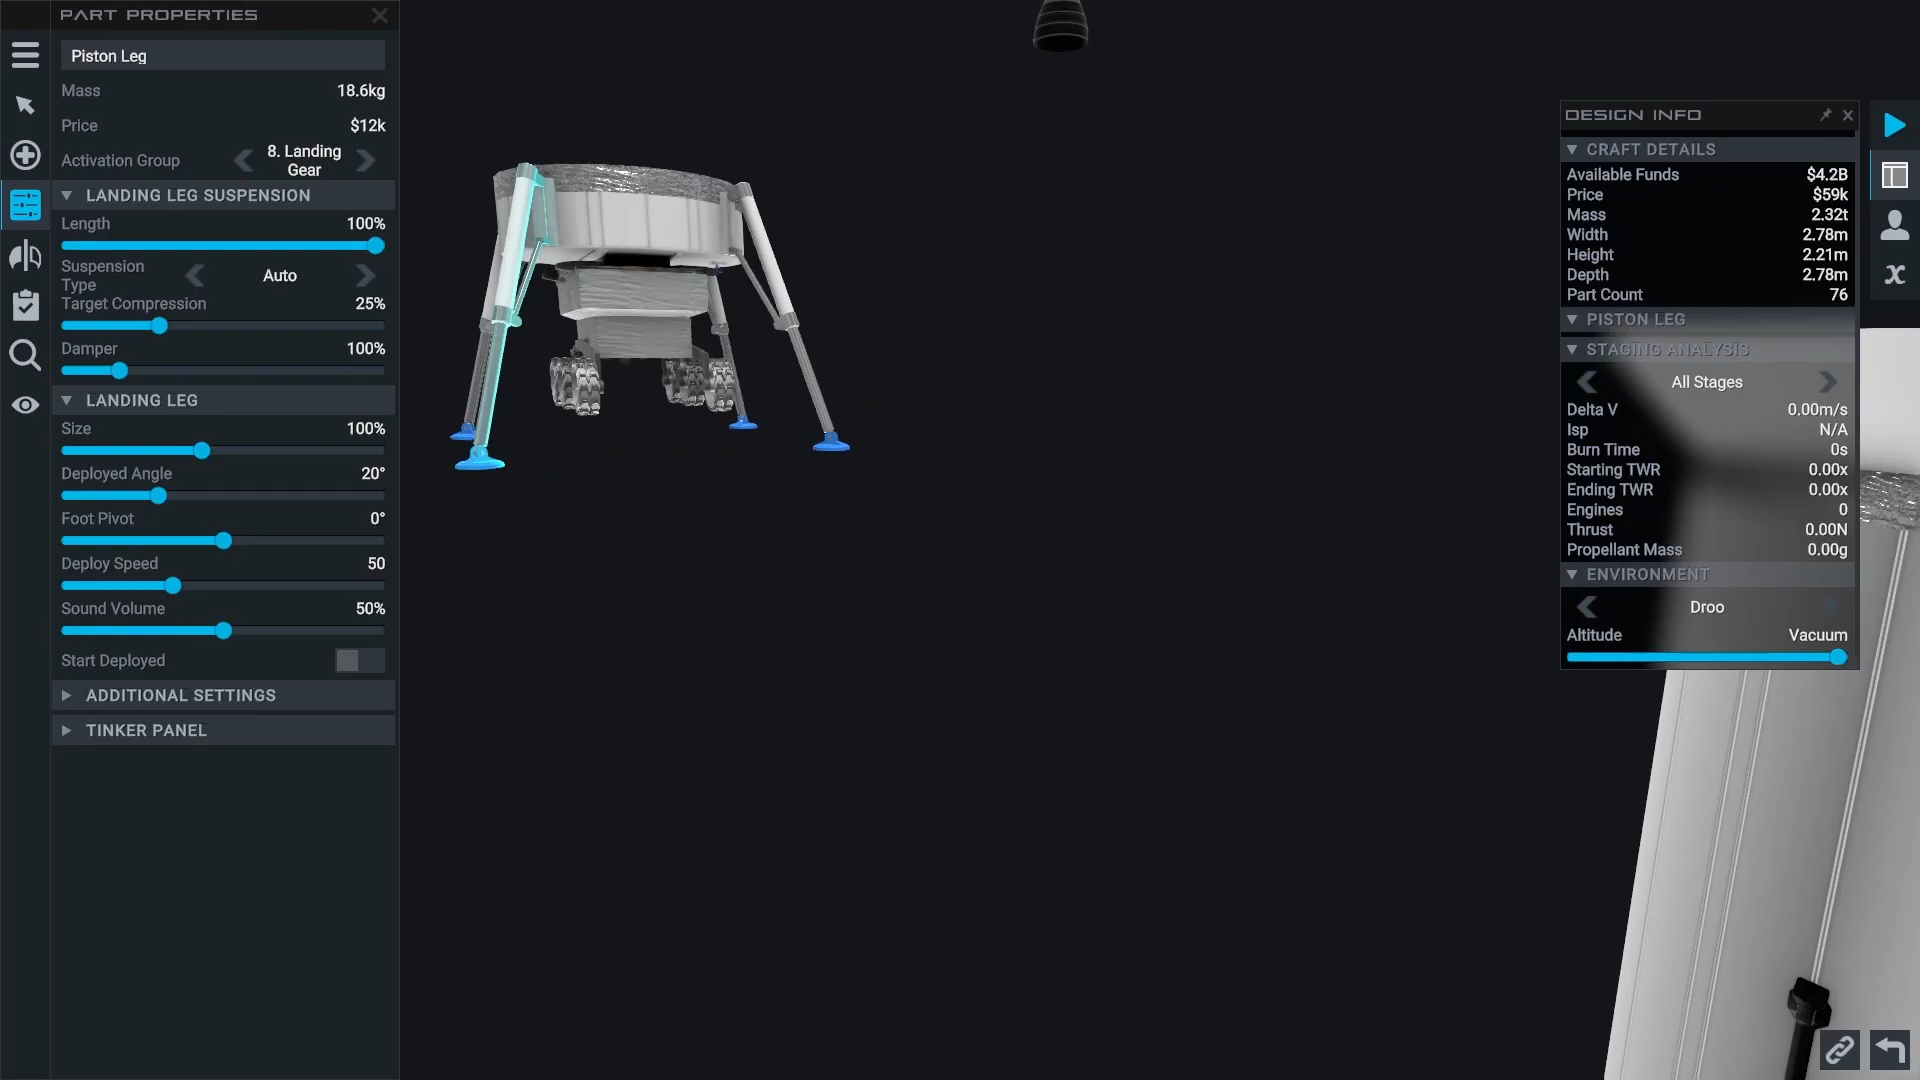 PART PROPERTIES
Piston Leg
Mass 18.6kg
Price $12k
Activation Group 8. Landing Gear
LANDING LEG SUSPENSION
Length 100%
Suspension Type Auto
Target Compression 25%
Damper 100%
LANDING LEG
Size 100%
Deployed Angle 20°
Foot Pivot 0°
Deploy Speed 50
Sound Volume 50%
Start Deployed
ADDITIONAL SETTINGS
TINKER PANEL
DESIGN INFO
CRAFT DETAILS
Available Funds $4.2B
Price $59k
Mass 2.32t
Width 2.78m
Height 2.21m
Depth 2.78m
Part Count 76
PISTON LEG
STAGING ANALYSIS
All Stages
Delta V 0.00m/s
Isp N/A
Burn Time 0s
Starting TWR 0.00x
Ending TWR 0.00x
Engines 0
Thrust 0.00N
Propellant Mass 0.00g
ENVIRONMENT
Droo
Altitude Vacuum